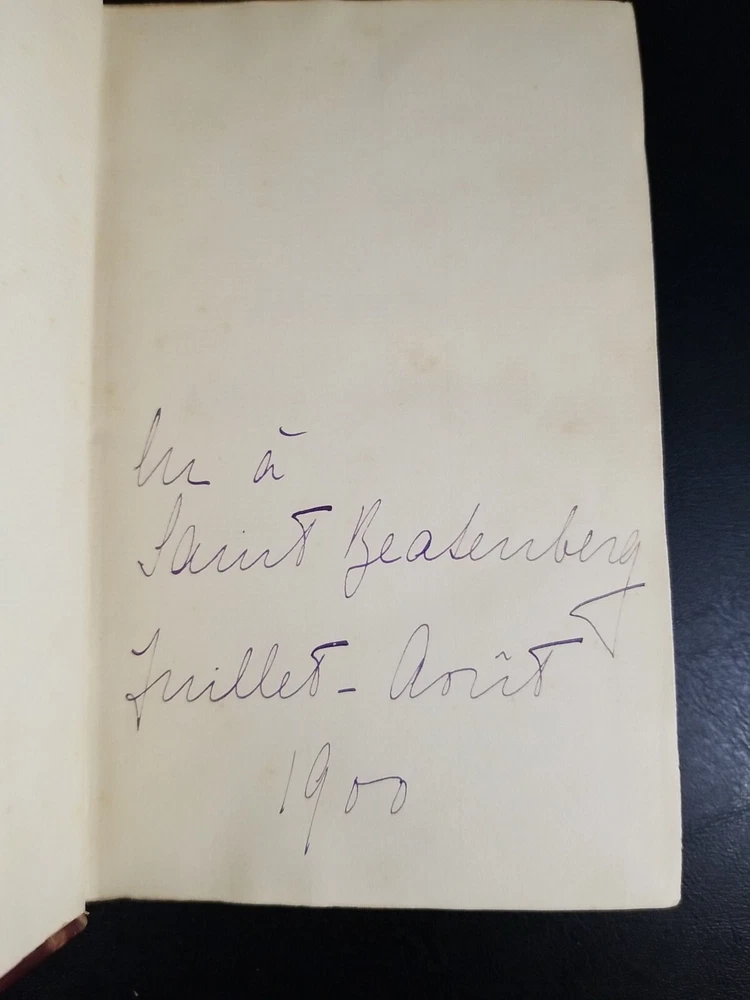 lu à
Saint Beatenberg
Juillet - Août
1900